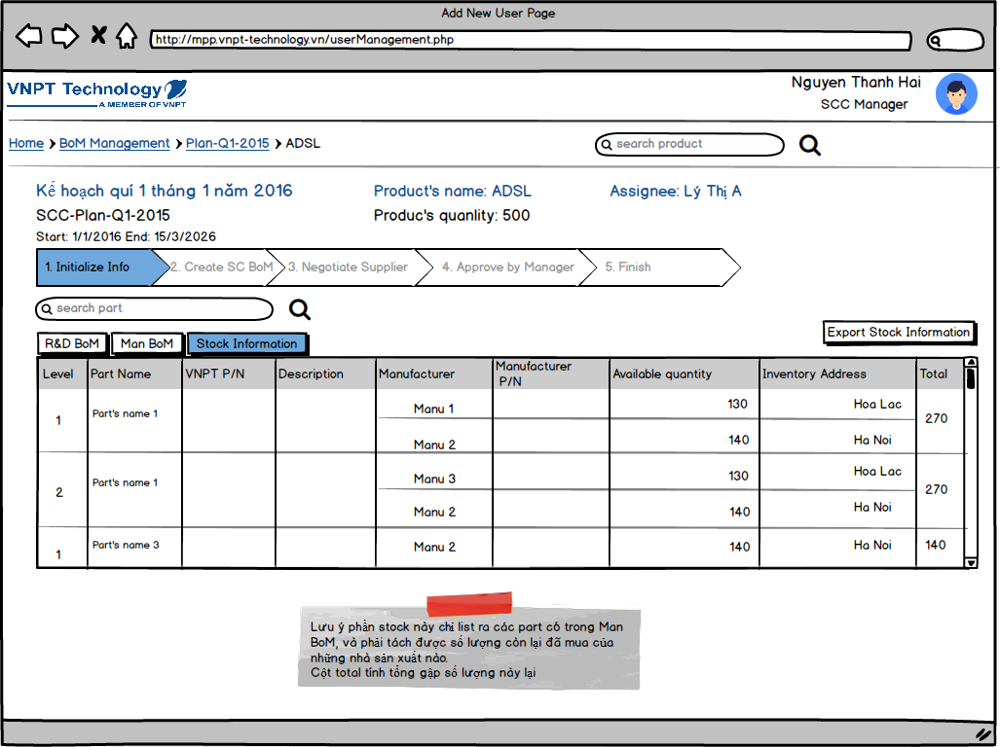 Add New User Page
http://mpp.vnpt-technology.vn/userManagement.php
VNPT Technology
A MEMBER OF VNPT
Nguyen Thanh Hai
SCC Manager
Home BoM Management Plan-Q1-2015 ADSL
search product
Kế hoạch quí 1 tháng 1 năm 2016 Product's name: ADSL Assignee: Lý Thị A
SCC-Plan-Q1-2015 Produc's quanlity: 500
Start: 1/1/2016 End: 15/3/2026
1. Initialize Info 2. Create SC BoM 3. Negotiate Supplier 4. Approve by Manager 5. Finish
search part
Export Stock Information
R&D BoM Man BoM Stock Information
Level Part Name VNPT P/N Description Manufacturer Manufacturer P/N Available quantity Inventory Address Total
1 Part's name 1 Manu 1 130 Hoa Lac 270
Manu 2 140 Ha Noi
2 Part's name 1 Manu 3 130 Hoa Lac 270
Manu 2 140 Ha Noi
1 Part's name 3 Manu 2 140 Ha Noi 140
Lưu ý phần stock này chỉ list ra các part có trong Man
BoM, và phải tách được số lượng còn lại đã mua của
những nhà sản xuất nào.
Cột total tính tổng gập số lượng này lại